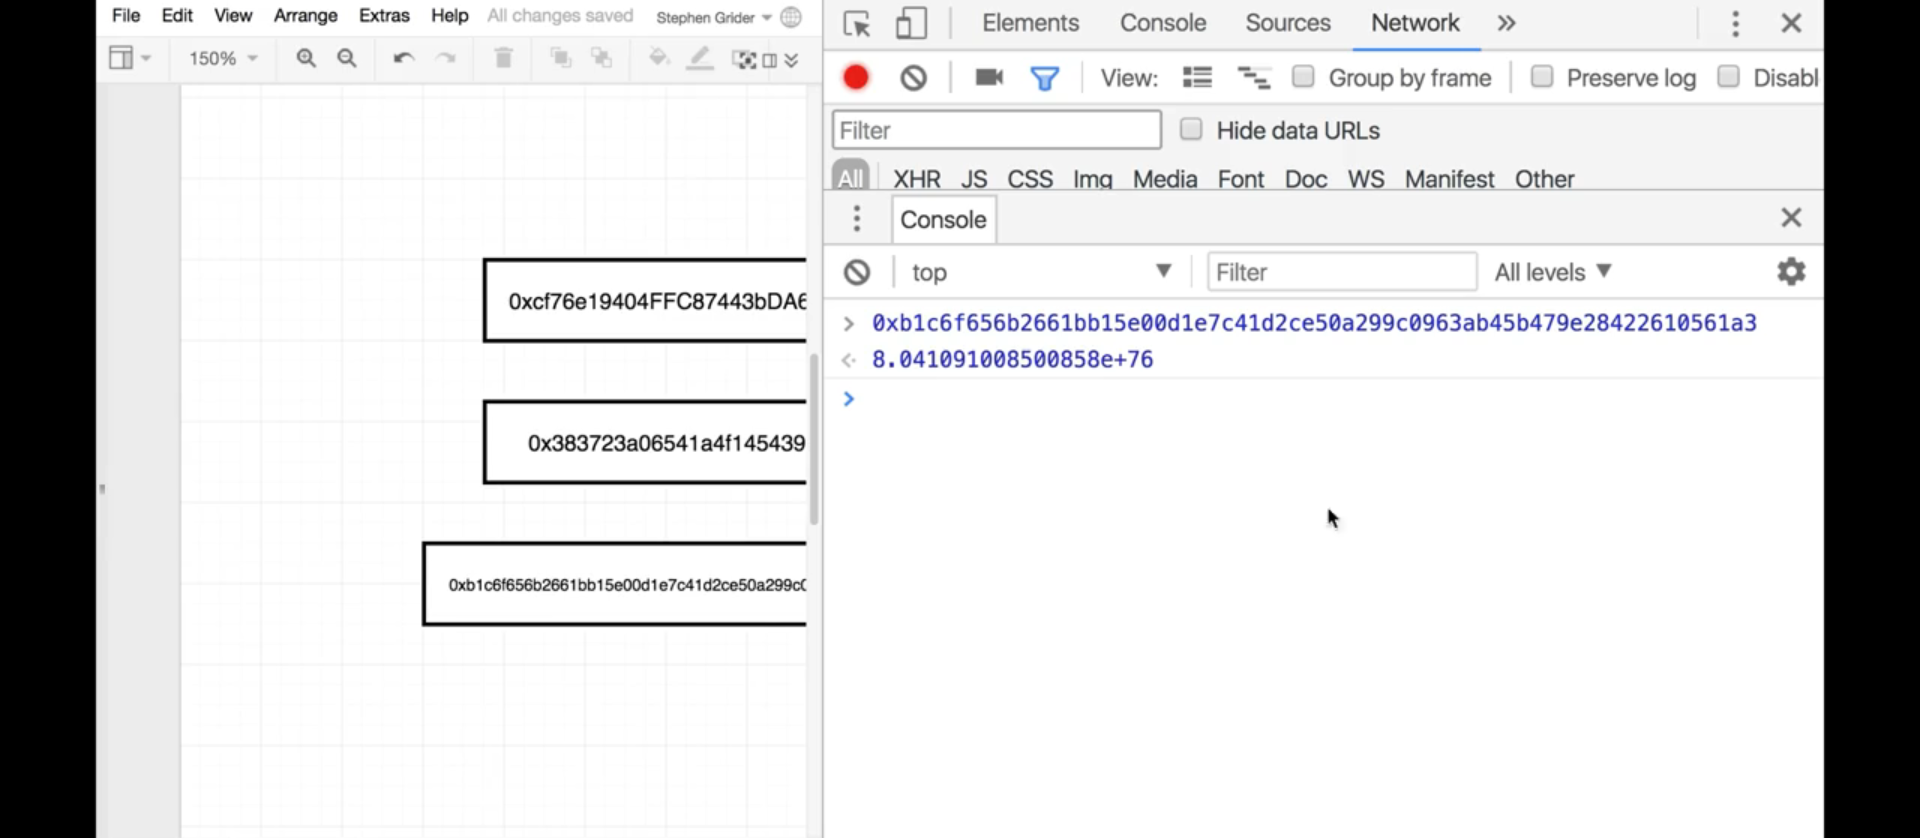 File Edit View Arrange Extras Help All changes saved Stephen Grider
150%
0xcf76e19404FFC87443bDA6
0x383723a06541a4f145439
0xb1c6f656b2661bb15e00d1e7c41d2ce50a299c0
Elements Console Sources Network »
View: Group by frame Preserve log Disabl
Filter Hide data URLs
All XHR JS CSS Img Media Font Doc WS Manifest Other
Console
top Filter All levels
> 0xb1c6f656b2661bb15e00d1e7c41d2ce50a299c0963ab45b479e28422610561a3
8.041091008500858e+76
>